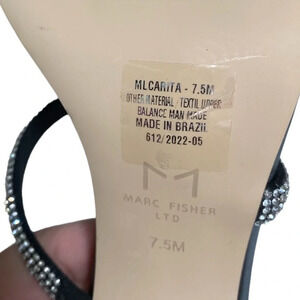 MLCARITA - 7.5M
OTHER MATERIAL - TEXTIL UPPER
BALANCE MAN MADE
MADE IN BRAZIL
612/2022-05
M
MARC FISHER
LTD
7.5M